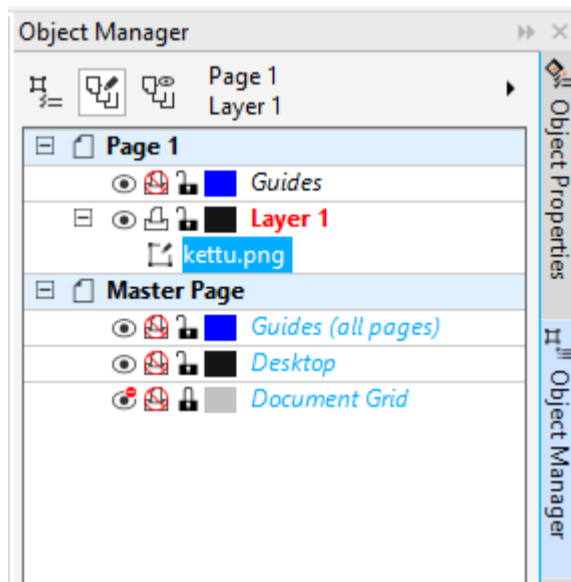 Object Manager
Page 1
Layer 1
Page 1
Guides
Layer 1
kettu.png
Master Page
Guides (all pages)
Desktop
Document Grid
Object Properties
Object Manager